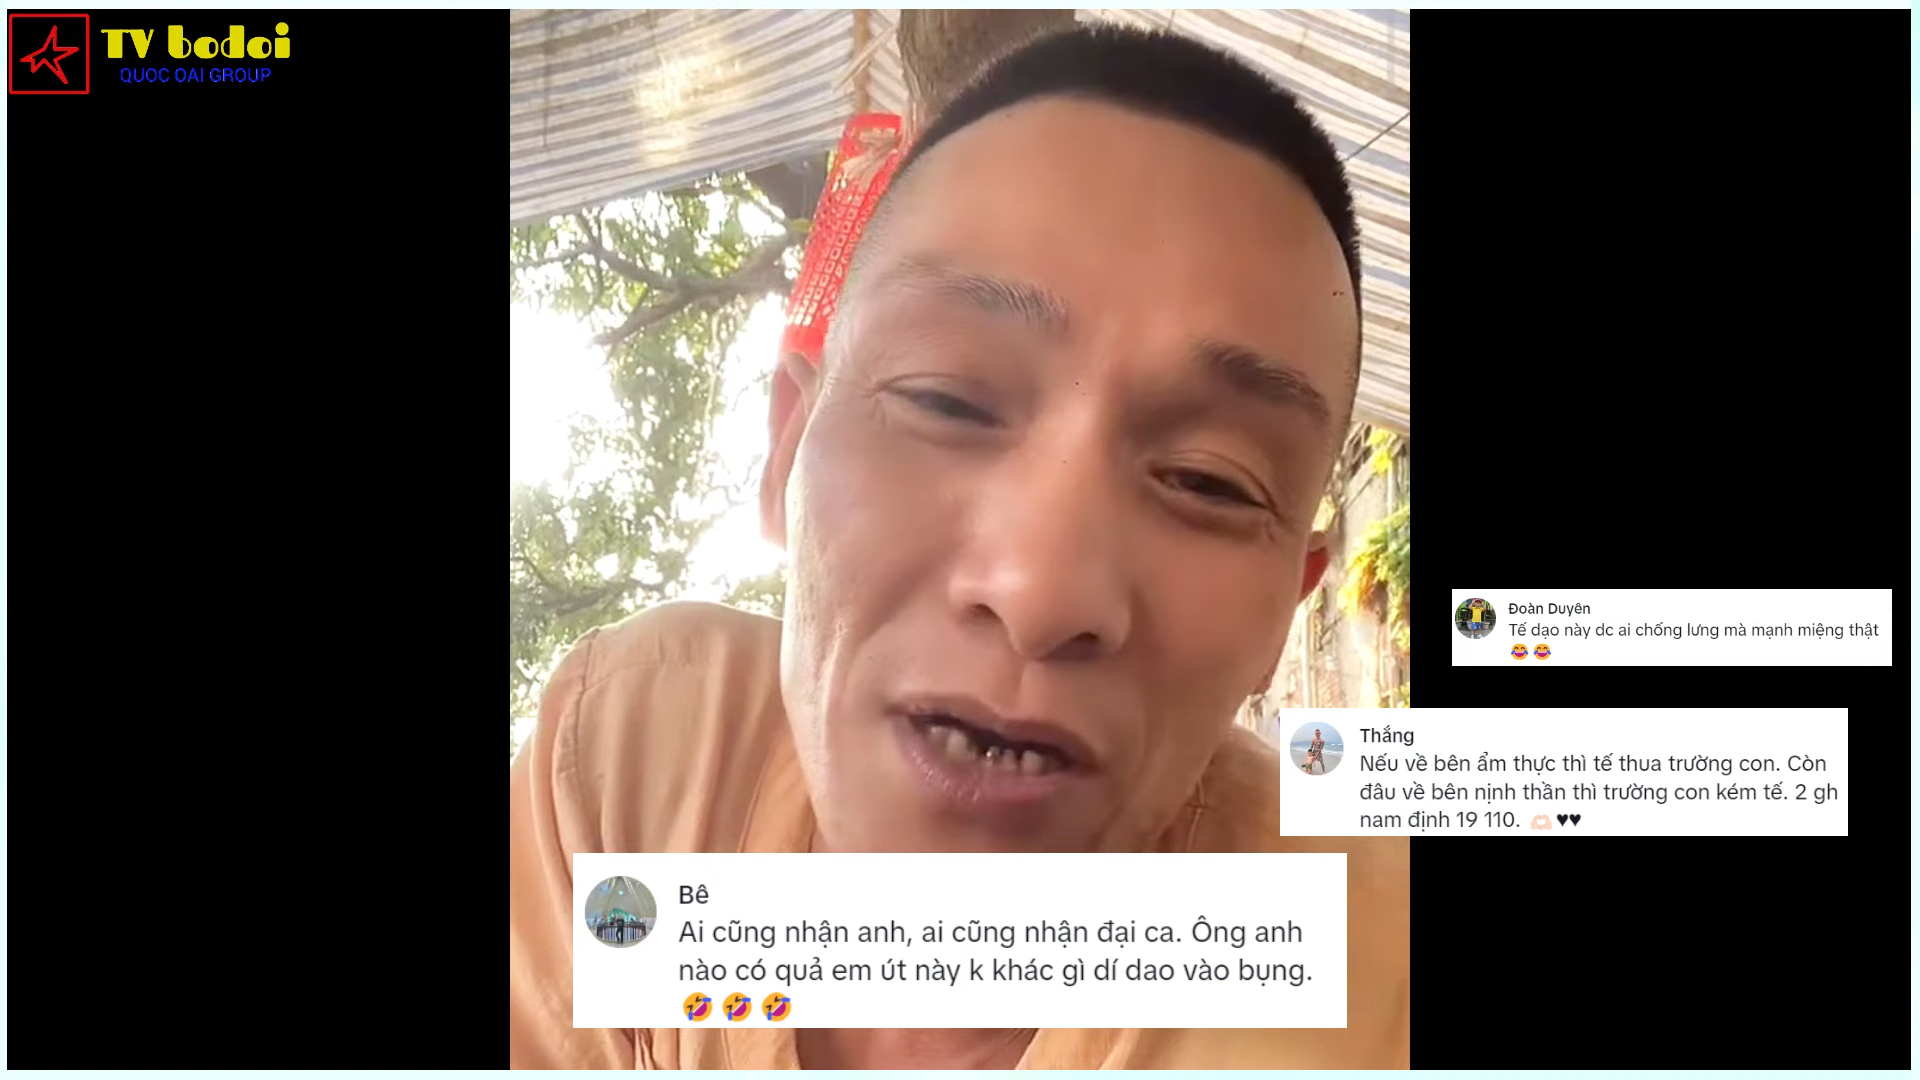 TV bodoi
QUOC OAI GROUP
Đoàn Duyên
Tế dạo này dc ai chống lưng mà mạnh miệng thật
😂😂
Thắng
Nếu về bên ẩm thực thì tế thua trường con. Còn
đâu về bên nịnh thần thì trường con kém tế. 2 gh
nam định 19 110. 🫶🏻♥♥
Bê
Ai cũng nhận anh, ai cũng nhận đại ca. Ông anh
nào có quả em út này k khác gì dí dao vào bụng.
🤣🤣🤣